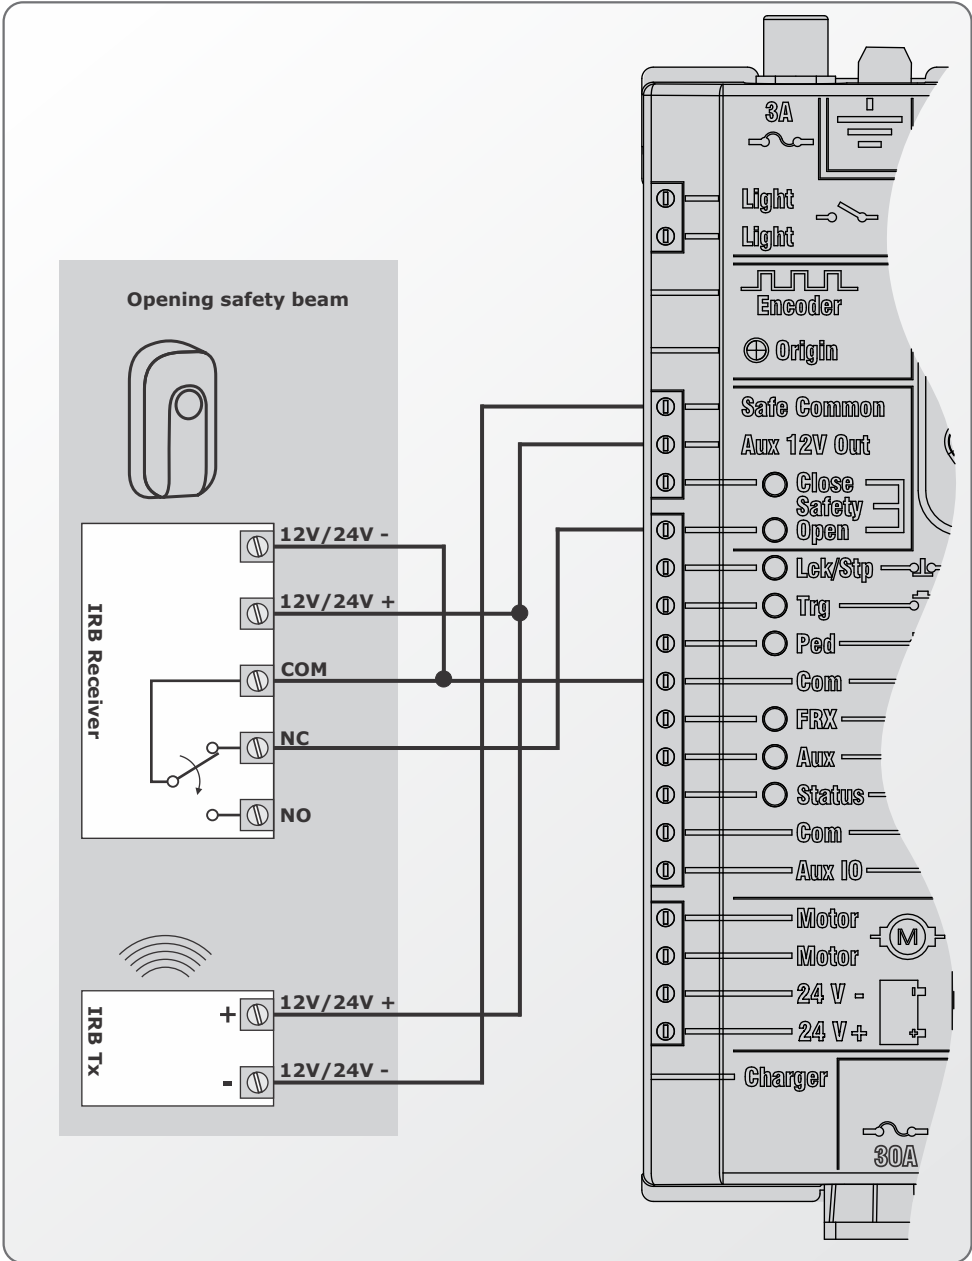 Opening safety beam
IRB Receiver
12V/24V -
12V/24V +
COM
NC
NO
IRB Tx
+
12V/24V +
-
12V/24V -
3A
Light
Light
Encoder
Origin
Safe Common
Aux 12V Out
Close
Safety
Open
Lck/Stp
Trg
Ped
Com
FRX
Aux
Status
Com
Aux IO
Motor
Motor
M
24 V -
24 V +
Charger
30A